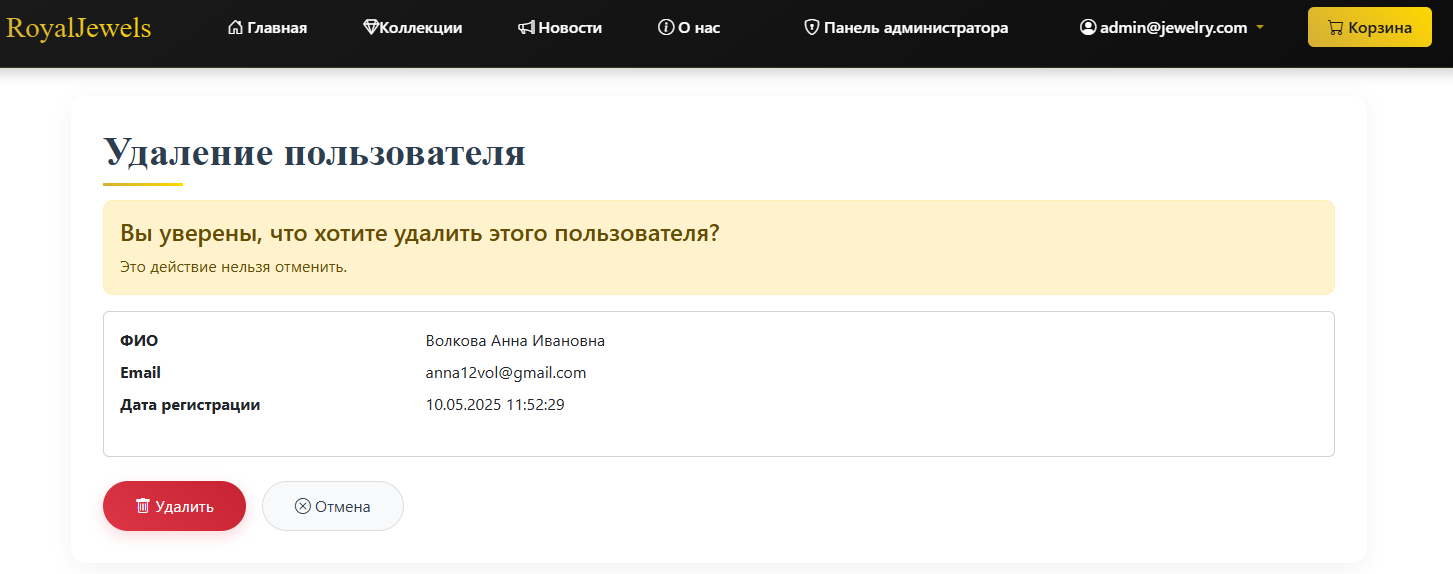 RoyalJewels
Главная
Коллекции
Новости
О нас
Панель администратора
admin@jewelry.com
Корзина
Удаление пользователя
Вы уверены, что хотите удалить этого пользователя?
Это действие нельзя отменить.
ФИО Волкова Анна Ивановна
Email anna12vol@gmail.com
Дата регистрации 10.05.2025 11:52:29
Удалить
Отмена